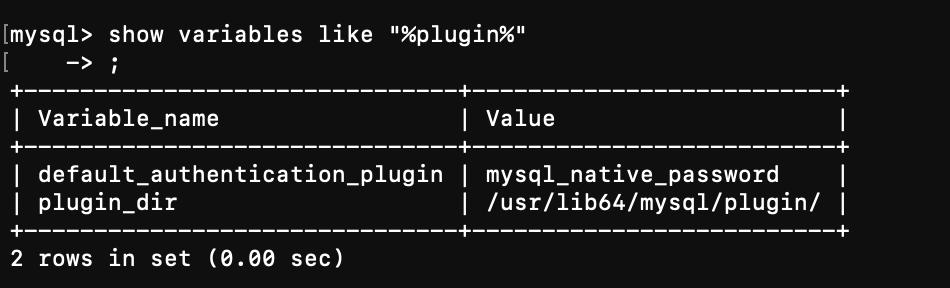 [mysql> show variables like "%plugin%"
[    -> ;
+-------------------------------+--------------------------+
| Variable_name                 | Value                    |
+-------------------------------+--------------------------+
| default_authentication_plugin | mysql_native_password    |
| plugin_dir                    | /usr/lib64/mysql/plugin/ |
+-------------------------------+--------------------------+
2 rows in set (0.00 sec)